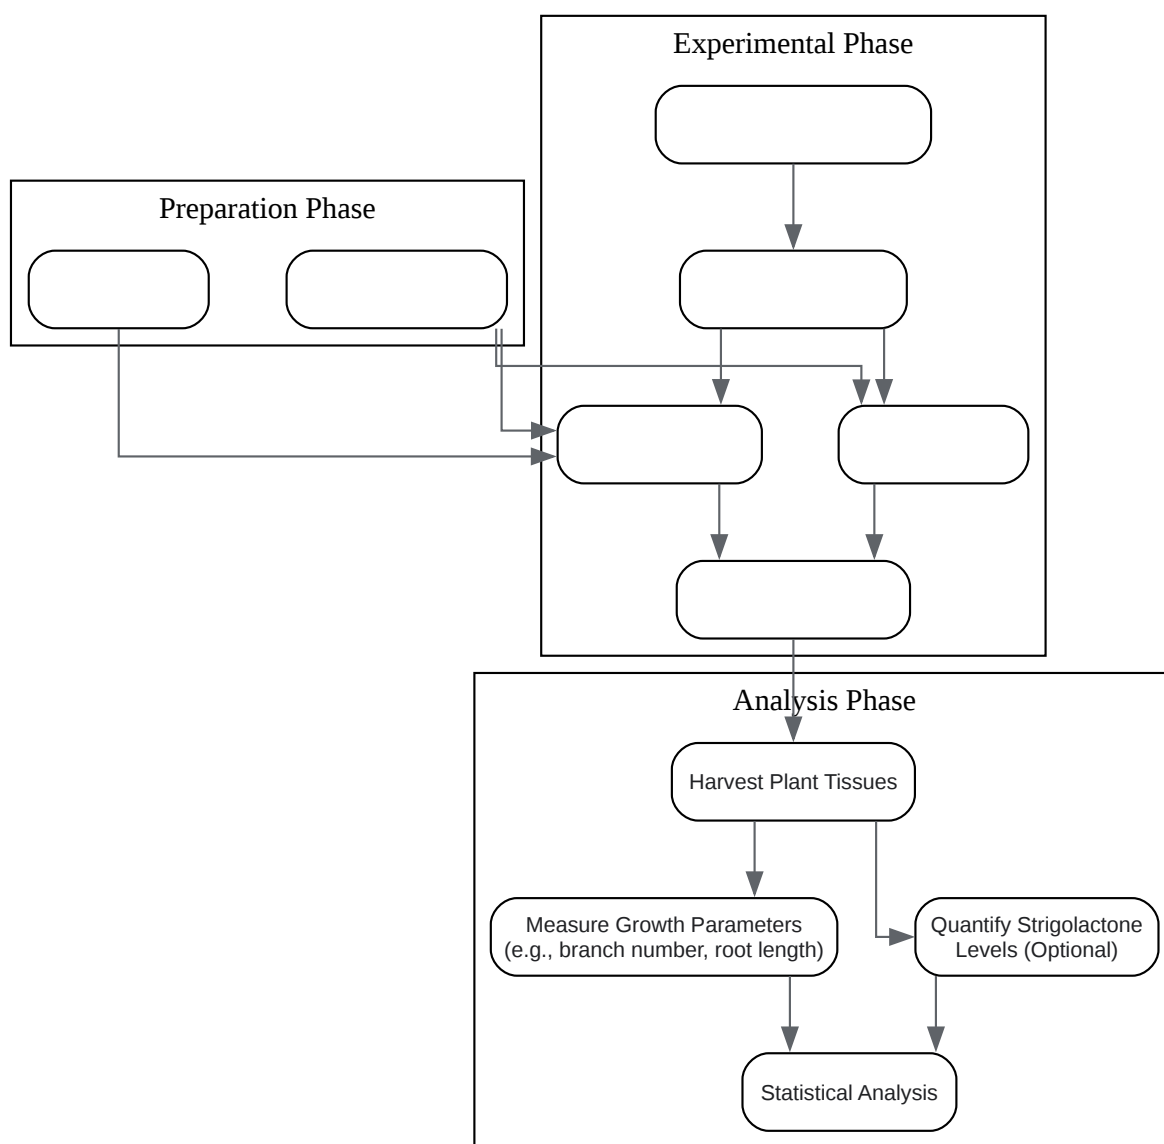 Experimental Phase
Preparation Phase
Analysis Phase
Harvest Plant Tissues
Measure Growth Parameters
(e.g., branch number, root length)
Quantify Strigolactone
Levels (Optional)
Statistical Analysis